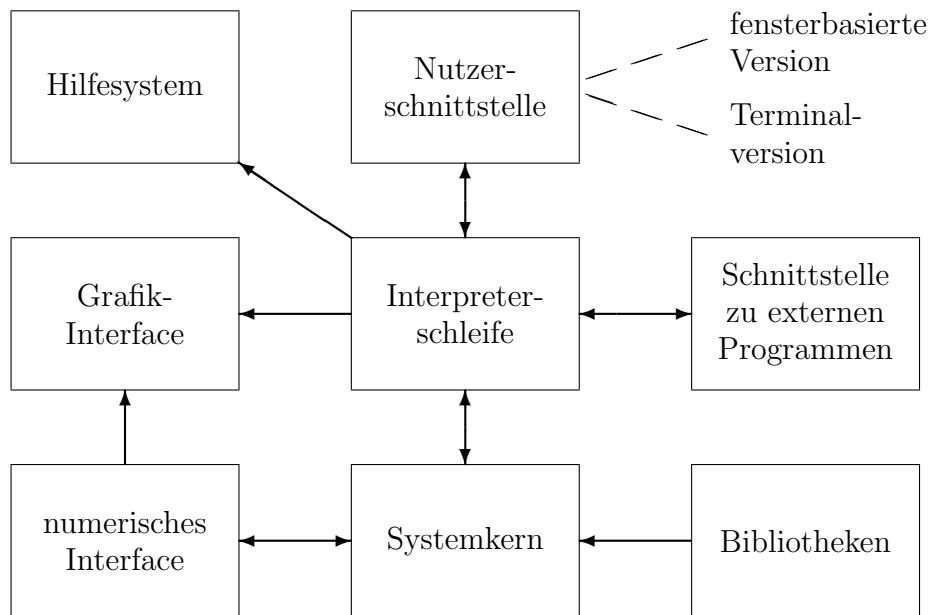 Hilfesystem
Nutzer-
schnittstelle
fensterbasierte
Version
Terminal-
version
Grafik-
Interface
Interpreter-
schleife
Schnittstelle
zu externen
Programmen
numerisches
Interface
Systemkern
Bibliotheken